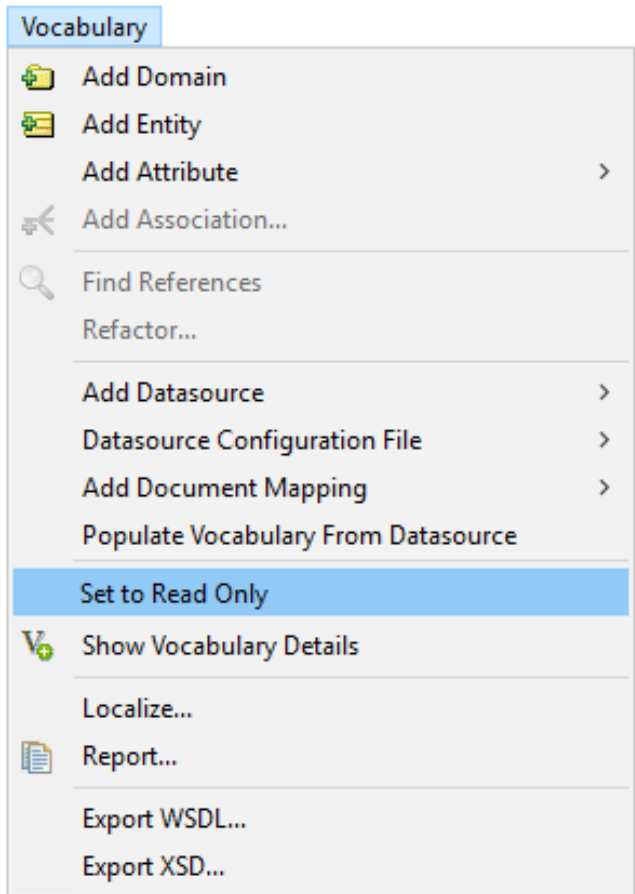 Vocabulary
Add Domain
Add Entity
Add Attribute
Add Association...
Find References
Refactor...
Add Datasource
Datasource Configuration File
Add Document Mapping
Populate Vocabulary From Datasource
Set to Read Only
Show Vocabulary Details
Localize...
Report...
Export WSDL...
Export XSD...